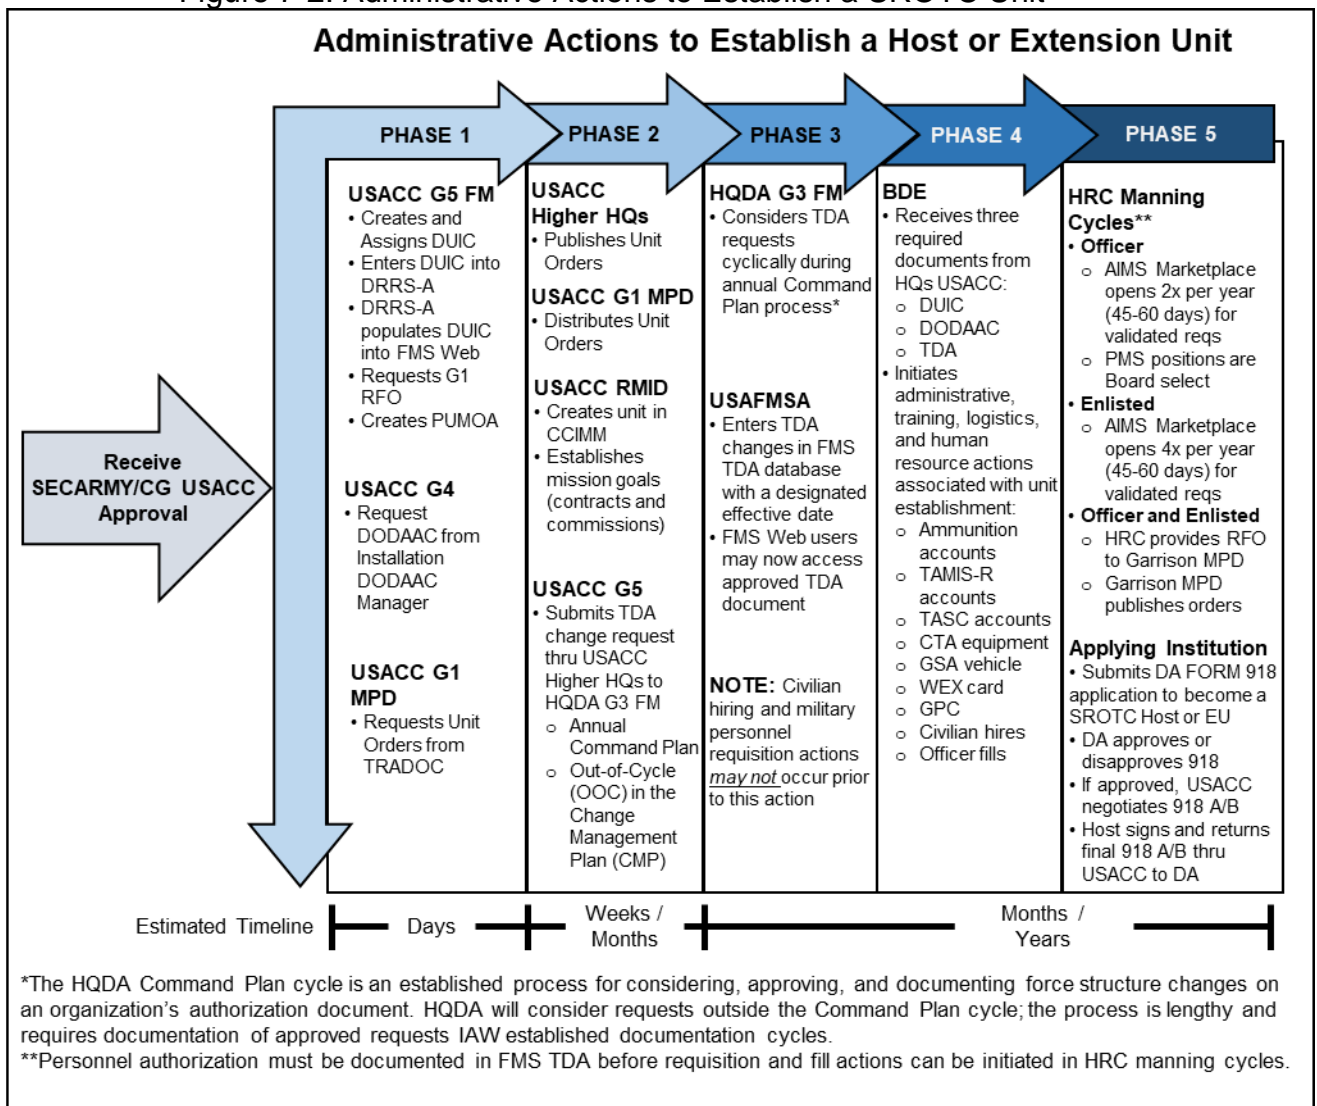 Figure I-2. Administrative Actions to Establish a SROTC Unit
Administrative Actions to Establish a Host or Extension Unit
PHASE 1
PHASE 2
PHASE 3
PHASE 4
PHASE 5
Receive
SECARMY/CG USACC
Approval
USACC G5 FM
• Creates and
Assigns DUIC
• Enters DUIC into
DRRS-A
• DRRS-A
populates DUIC
into FMS Web
• Requests G1
RFO
• Creates PUMOA
USACC G4
• Request
DODAAC from
Installation
DODAAC
Manager
USACC G1
MPD
• Requests Unit
Orders from
TRADOC
USACC
Higher HQs
• Publishes Unit
Orders
USACC G1 MPD
• Distributes Unit
Orders
USACC RMID
• Creates unit in
CCIMM
• Establishes
mission goals
(contracts and
commissions)
USACC G5
• Submits TDA
change request
thru USACC
Higher HQs to
HQDA G3 FM
o Annual
Command Plan
o Out-of-Cycle
(OOC) in the
Change
Management
Plan (CMP)
HQDA G3 FM
• Considers TDA
requests
cyclically during
annual Command
Plan process*
USAFMSA
• Enters TDA
changes in FMS
TDA database
with a designated
effective date
• FMS Web users
may now access
approved TDA
document
NOTE: Civilian
hiring and military
personnel
requisition actions
may not occur prior
to this action
BDE
• Receives three
required
documents from
HQs USACC:
o DUIC
o DODAAC
o TDA
• Initiates
administrative,
training, logistics,
and human
resource actions
associated with unit
establishment:
o Ammunition
accounts
o TAMIS-R
accounts
o TASC accounts
o CTA equipment
o GSA vehicle
o WEX card
o GPC
o Civilian hires
o Officer fills
HRC Manning
Cycles**
• Officer
o AIMS Marketplace
opens 2x per year
(45-60 days) for
validated reqs
o PMS positions are
Board select
• Enlisted
o AIMS Marketplace
opens 4x per year
(45-60 days) for
validated reqs
• Officer and Enlisted
o HRC provides RFO
to Garrison MPD
o Garrison MPD
publishes orders
Applying Institution
• Submits DA FORM 918
application to become a
SROTC Host or EU
• DA approves or
disapproves 918
• If approved, USACC
negotiates 918 A/B
• Host signs and returns
final 918 A/B thru
USACC to DA
Estimated Timeline
Days
Weeks /
Months
Months /
Years
*The HQDA Command Plan cycle is an established process for considering, approving, and documenting force structure changes on
an organization's authorization document. HQDA will consider requests outside the Command Plan cycle; the process is lengthy and
requires documentation of approved requests IAW established documentation cycles.
**Personnel authorization must be documented in FMS TDA before requisition and fill actions can be initiated in HRC manning cycles.